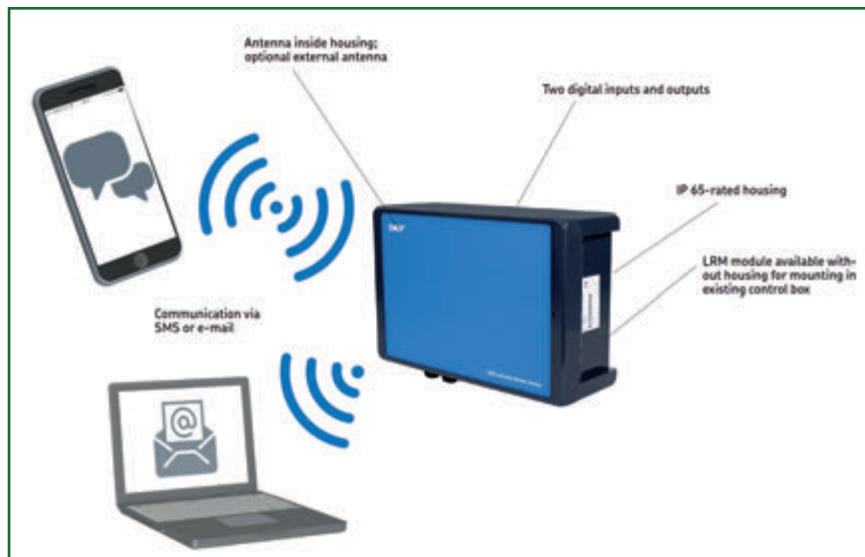 Antenna inside housing;
optional external antenna
Two digital inputs and outputs
IP 65-rated housing
LRM module available with-
out housing for mounting in
existing control box
Communication via
SMS or e-mail
SKF
@